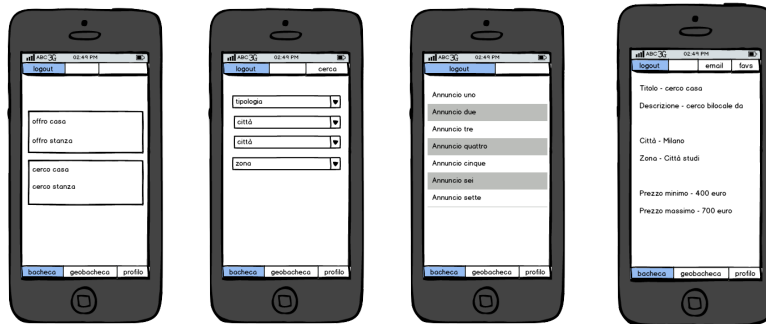 ABC 3G 02:49 PM
logout
offro casa
offro stanza
cerco casa
cerco stanza
bacheca geobacheca profilo
ABC 3G 02:49 PM
logout cerca
tipologia
città
città
zona
bacheca geobacheca profilo
ABC 3G 02:49 PM
logout
Annuncio uno
Annuncio due
Annuncio tre
Annuncio quattro
Annuncio cinque
Annuncio sei
Annuncio sette
bacheca geobacheca profilo
ABC 3G 02:49 PM
logout email favs
Titolo - cerco casa
Descrizione - cerco bilocale da
Città - Milano
Zona - Città studi
Prezzo minimo - 400 euro
Prezzo massimo - 700 euro
bacheca geobacheca profilo